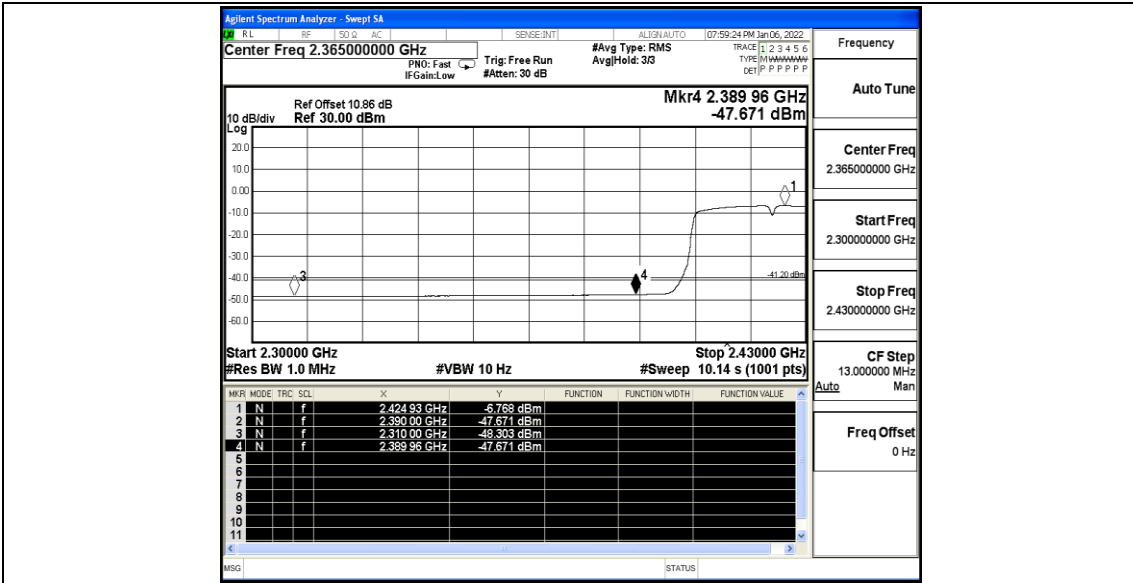 Agilent Spectrum Analyzer - Swept SA
RL RF 50 Ω AC SENSE:INT ALIGNAUTO 07:59:24 PM Jan 06, 2022
Center Freq 2.365000000 GHz
PNO: Fast
IFGain:Low
Trig: Free Run
#Atten: 30 dB
#Avg Type: RMS
Avg|Hold: 3/3
TRACE 1 2 3 4 5 6
TYPE M
DET P P P P P P
Ref Offset 10.86 dB
10 dB/div Ref 30.00 dBm
Log
Mkr4 2.389 96 GHz
-47.671 dBm
20.0
10.0
0.00
-10.0
-20.0
-30.0
-40.0
-50.0
-60.0
1
3
4
-41.20 dBm
Start 2.30000 GHz Stop 2.43000 GHz
#Res BW 1.0 MHz #VBW 10 Hz #Sweep 10.14 s (1001 pts)
MKR MODE TRC SCL X Y FUNCTION FUNCTION WIDTH FUNCTION VALUE
1 N f 2.424 93 GHz -6.768 dBm
2 N f 2.390 00 GHz -47.671 dBm
3 N f 2.310 00 GHz -48.303 dBm
4 N f 2.389 96 GHz -47.671 dBm
5
6
7
8
9
10
11
MSG STATUS
Frequency
Auto Tune
Center Freq
2.365000000 GHz
Start Freq
2.300000000 GHz
Stop Freq
2.430000000 GHz
CF Step
13.000000 MHz
Auto Man
Freq Offset
0 Hz